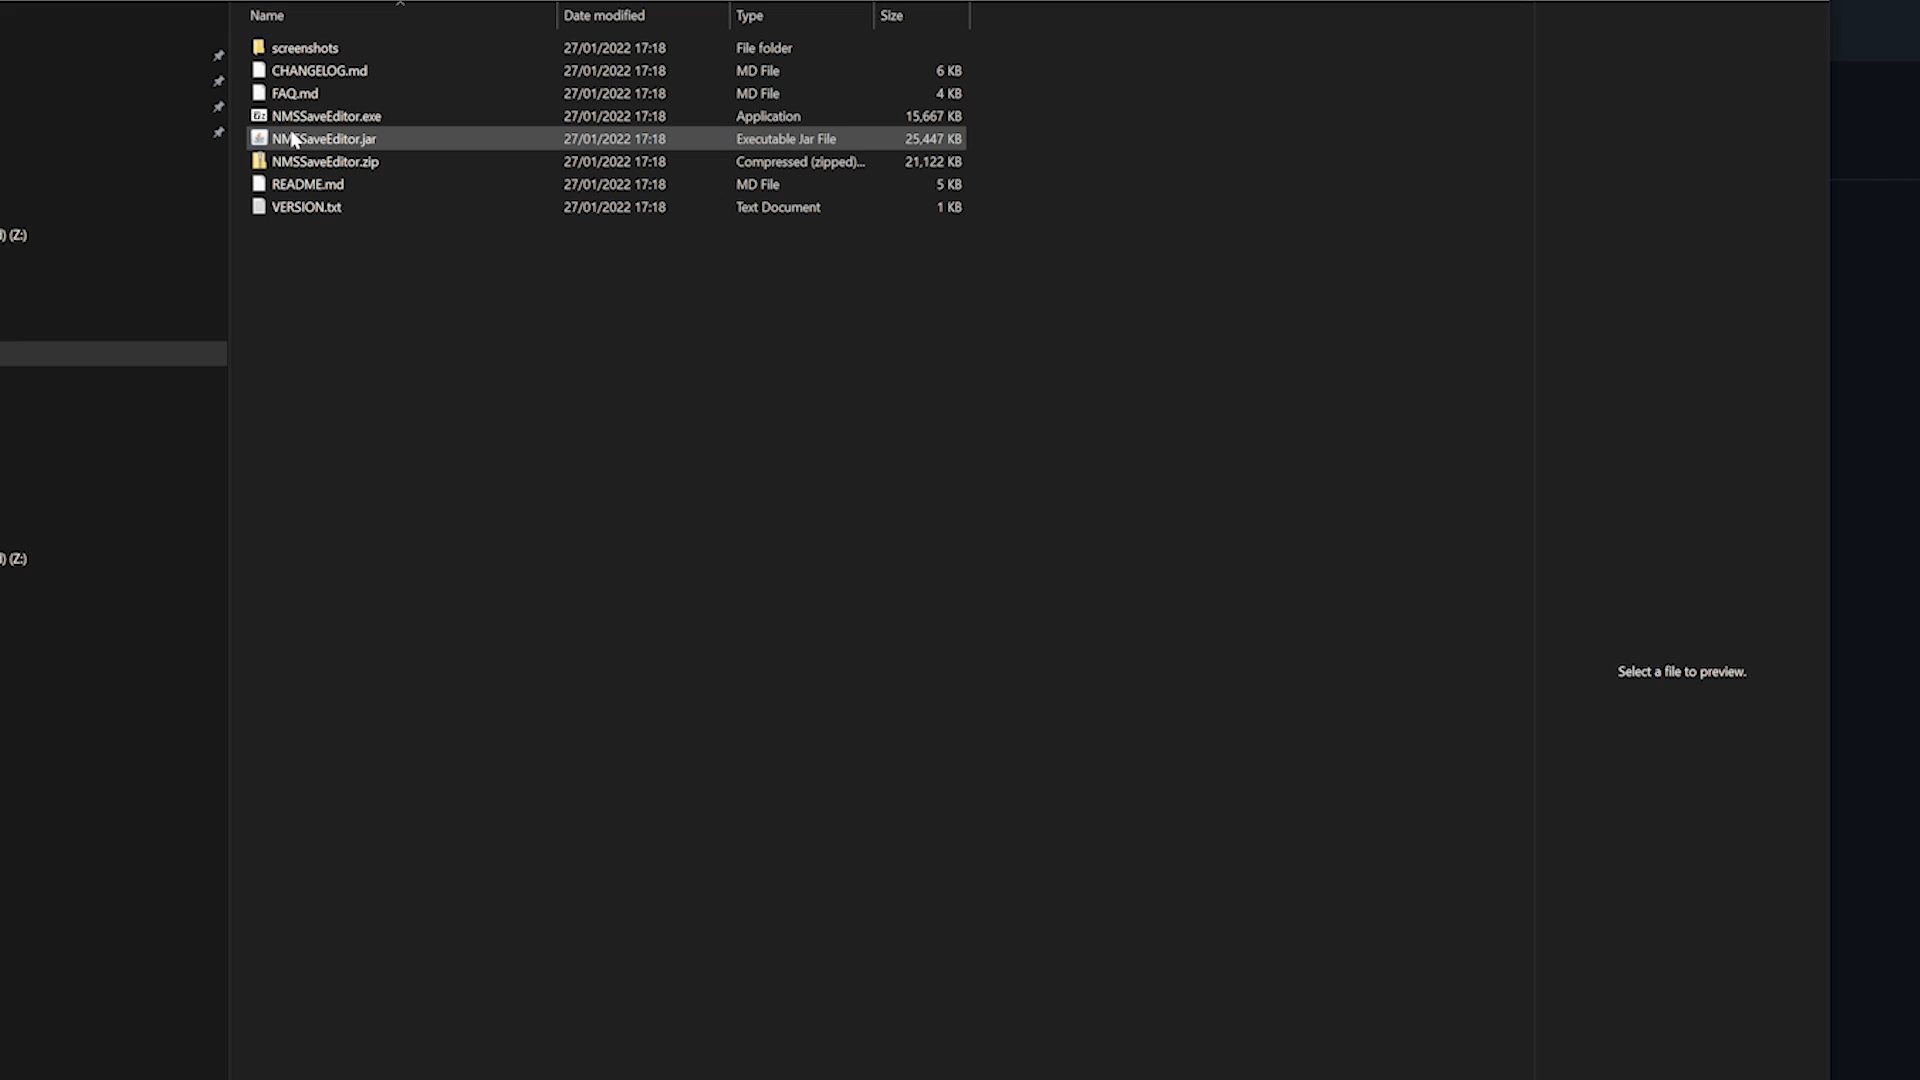 Name Date modified Type Size
screenshots 27/01/2022 17:18 File folder
CHANGELOG.md 27/01/2022 17:18 MD File 6 KB
FAQ.md 27/01/2022 17:18 MD File 4 KB
NMSSaveEditor.exe 27/01/2022 17:18 Application 15,667 KB
NMSSaveEditor.jar 27/01/2022 17:18 Executable Jar File 25,447 KB
NMSSaveEditor.zip 27/01/2022 17:18 Compressed (zipped)... 21,122 KB
README.md 27/01/2022 17:18 MD File 5 KB
VERSION.txt 27/01/2022 17:18 Text Document 1 KB
(Z:)
(Z:)
Select a file to preview.